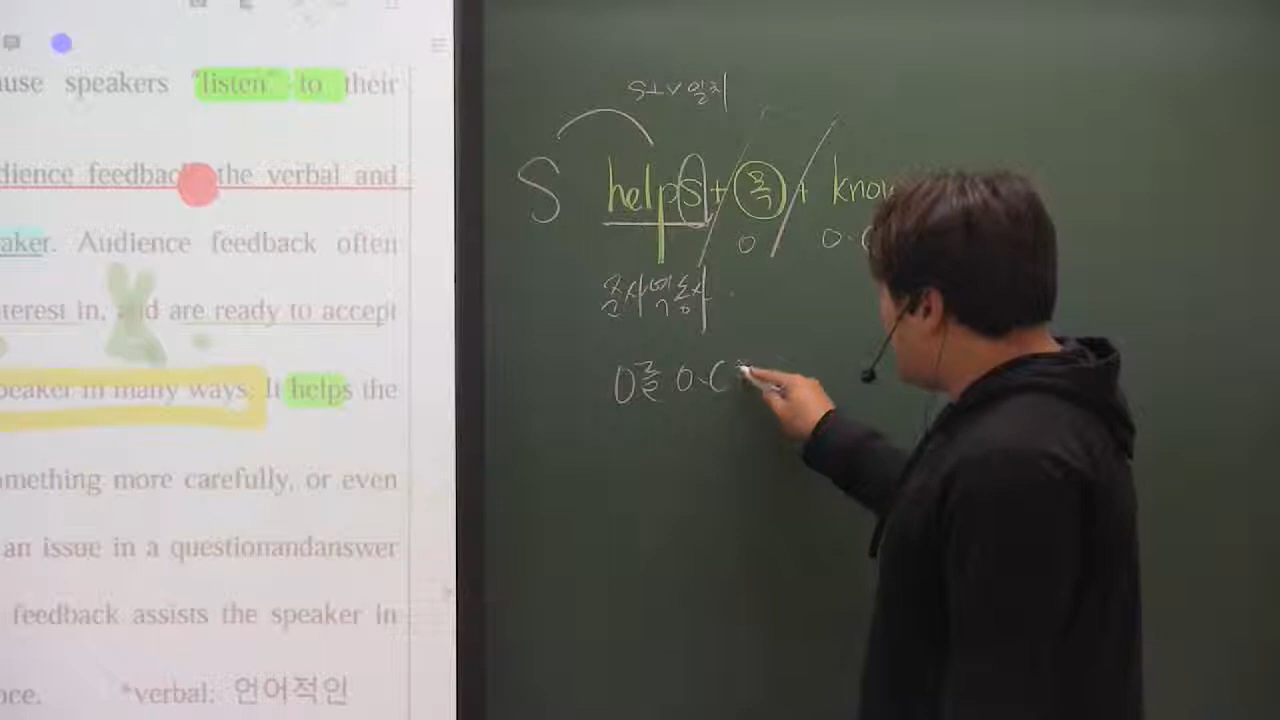 use speakers "listen" to their
dience feedback, the verbal and
aker. Audience feedback often
terest in, and are ready to accept
peaker in many ways. It helps the
mething more carefully, or even
an issue in a questionandanswer
feedback assists the speaker in
nce. *verbal: 언어적인
S+V 일치
S helps + 목 + know
O O.C
준사역동사
O를 O.C